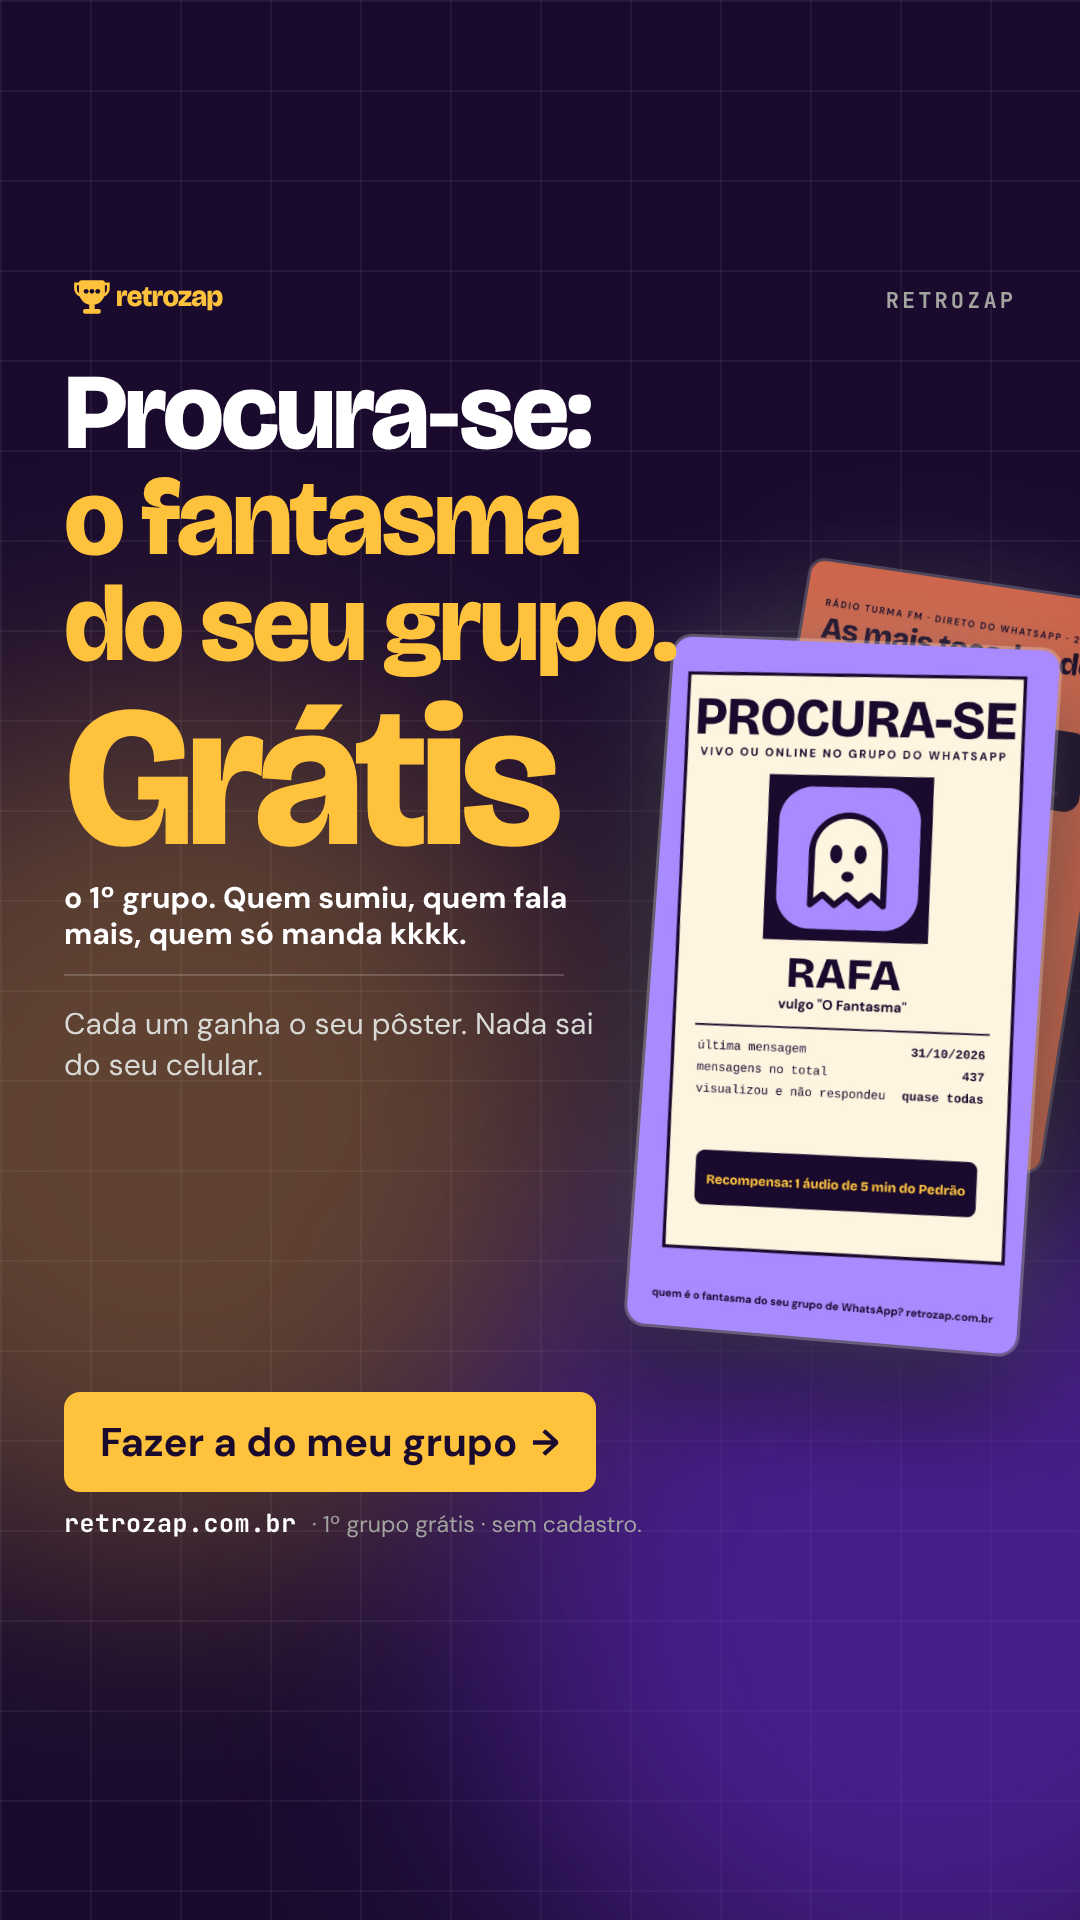 retrozap
RETROZAP
Procura-se:
o fantasma
do seu grupo.
Grátis
o 1º grupo. Quem sumiu, quem fala
mais, quem só manda kkkk.
Cada um ganha o seu pôster. Nada sai
do seu celular.
RÁDIO TURMA FM · DIRETO DO WHATSAPP · 2
As mais
PROCURA-SE
VIVO OU ONLINE NO GRUPO DO WHATSAPP
RAFA
vulgo "O Fantasma"
última mensagem 31/10/2026
mensagens no total 437
visualizou e não respondeu quase todas
Recompensa: 1 áudio de 5 min do Pedrão
quem é o fantasma do seu grupo de WhatsApp? retrozap.com.br
Fazer a do meu grupo →
retrozap.com.br · 1º grupo grátis · sem cadastro.